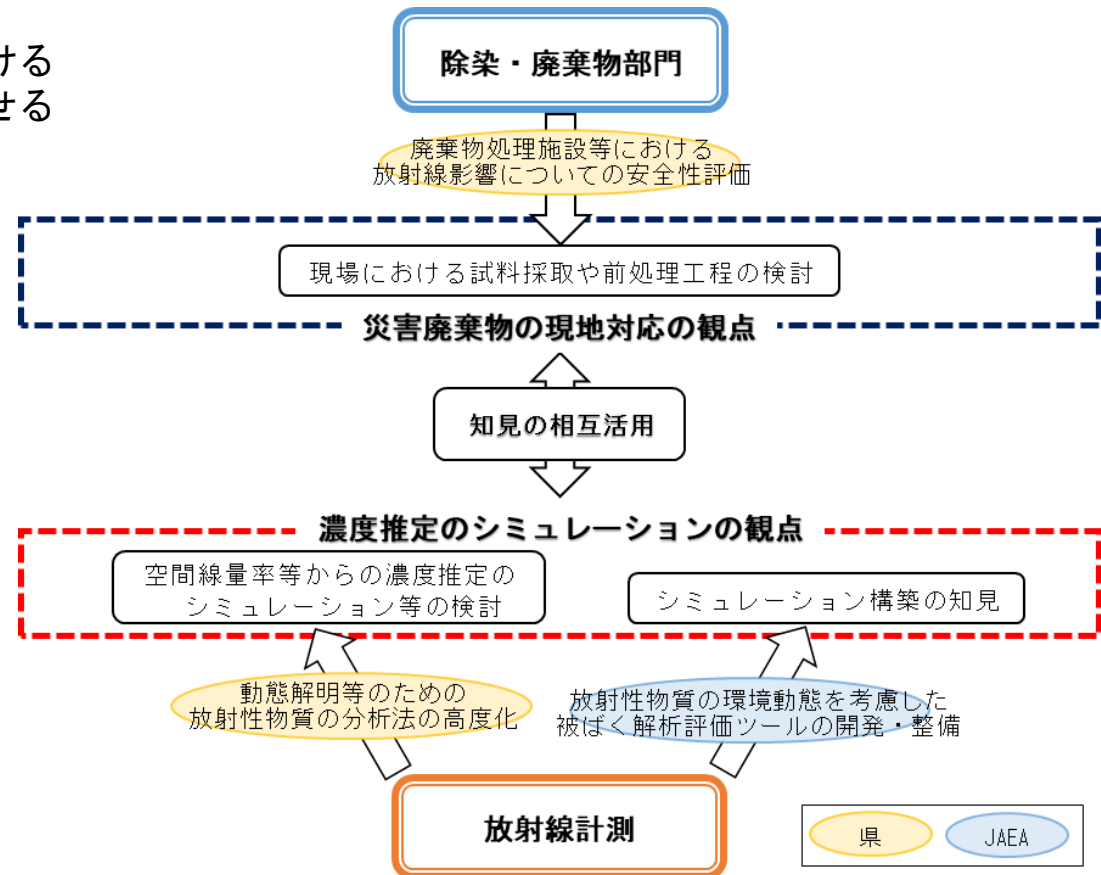 ける
せる
除染・廃棄物部門
廃棄物処理施設等における
放射線影響についての安全性評価
現場における試料採取や前処理工程の検討
災害廃棄物の現地対応の観点
知見の相互活用
濃度推定のシミュレーションの観点
空間線量率等からの濃度推定の
シミュレーション等の検討
シミュレーション構築の知見
動態解明等のための
放射性物質の分析法の高度化
放射性物質の環境動態を考慮した
被ばく解析評価ツールの開発・整備
放射線計測
県
JAEA